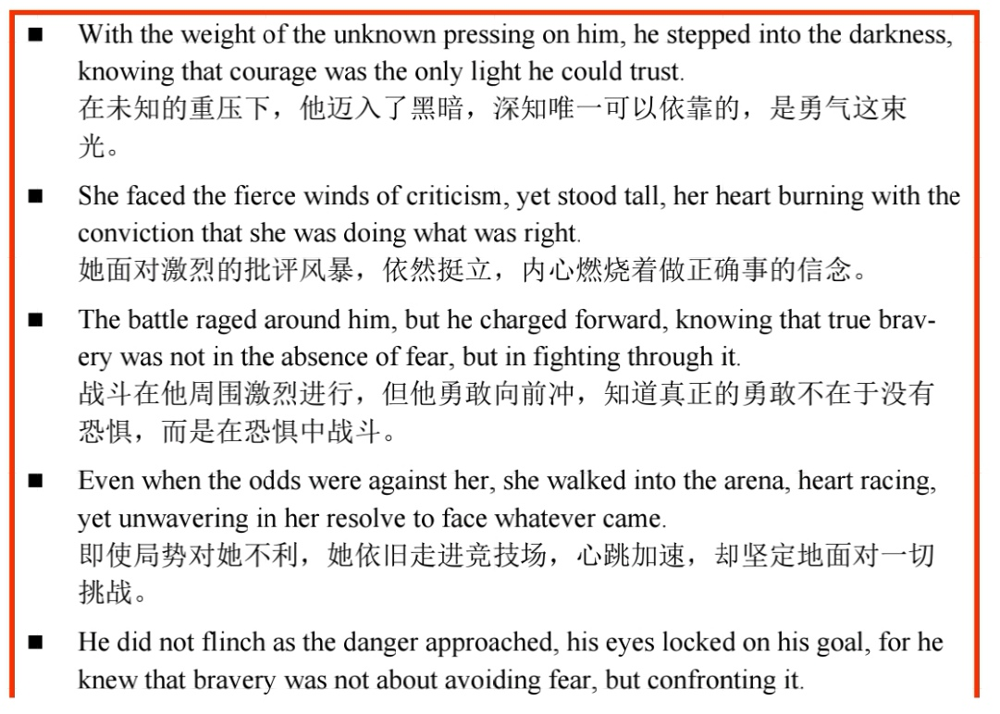 ■ With the weight of the unknown pressing on him, he stepped into the darkness,
knowing that courage was the only light he could trust.
在未知的重压下，他迈入了黑暗，深知唯一可以依靠的，是勇气这束
光。
■ She faced the fierce winds of criticism, yet stood tall, her heart burning with the
conviction that she was doing what was right.
她面对激烈的批评风暴，依然挺立，内心燃烧着做正确事的信念。
■ The battle raged around him, but he charged forward, knowing that true brav-
ery was not in the absence of fear, but in fighting through it.
战斗在他周围激烈进行，但他勇敢向前冲，知道真正的勇敢不在于没有
恐惧，而是在恐惧中战斗。
■ Even when the odds were against her, she walked into the arena, heart racing,
yet unwavering in her resolve to face whatever came.
即使局势对她不利，她依旧走进竞技场，心跳加速，却坚定地面对一切
挑战。
■ He did not flinch as the danger approached, his eyes locked on his goal, for he
knew that bravery was not about avoiding fear, but confronting it.